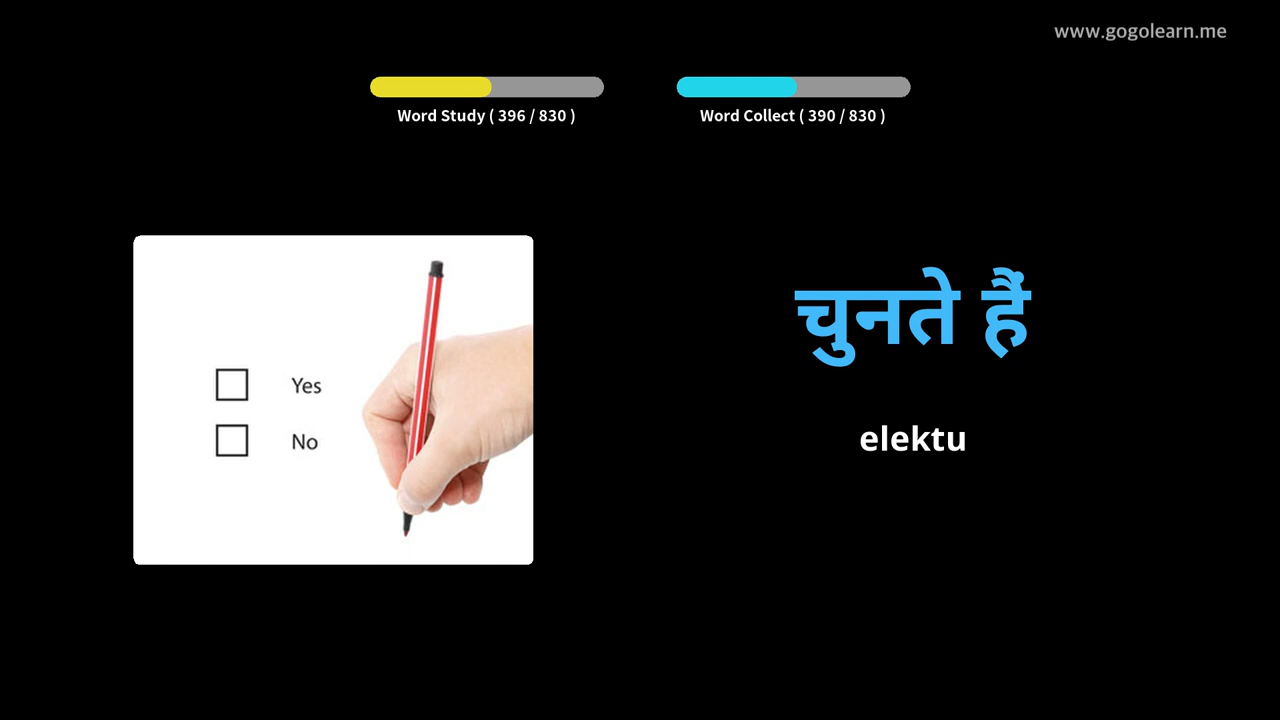 www.gogolearn.me
Word Study ( 396 / 830 )
Word Collect ( 390 / 830 )
Yes
No
चुनते हैं
elektu